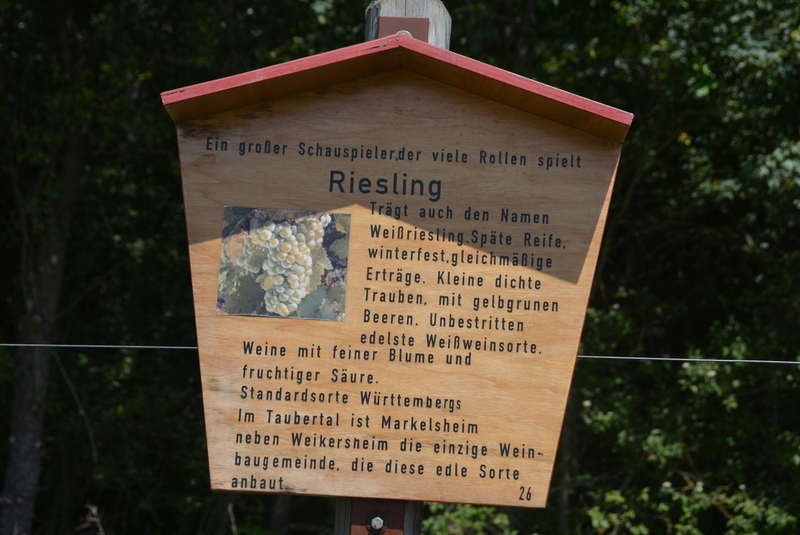 Ein großer Schauspieler,der viele Rollen spielt
Riesling
Trägt auch den Namen
Weißriesling.Späte Reife,
winterfest,gleichmäßige
Erträge. Kleine dichte
Trauben, mit gelbgrunen
Beeren. Unbestritten
edelste Weißweinsorte.
Weine mit feiner Blume und
fruchtiger Säure.
Standardsorte Württembergs
Im Taubertal ist Markelsheim
neben Weikersheim die einzige Wein-
baugemeinde, die diese edle Sorte
anbaut.
26